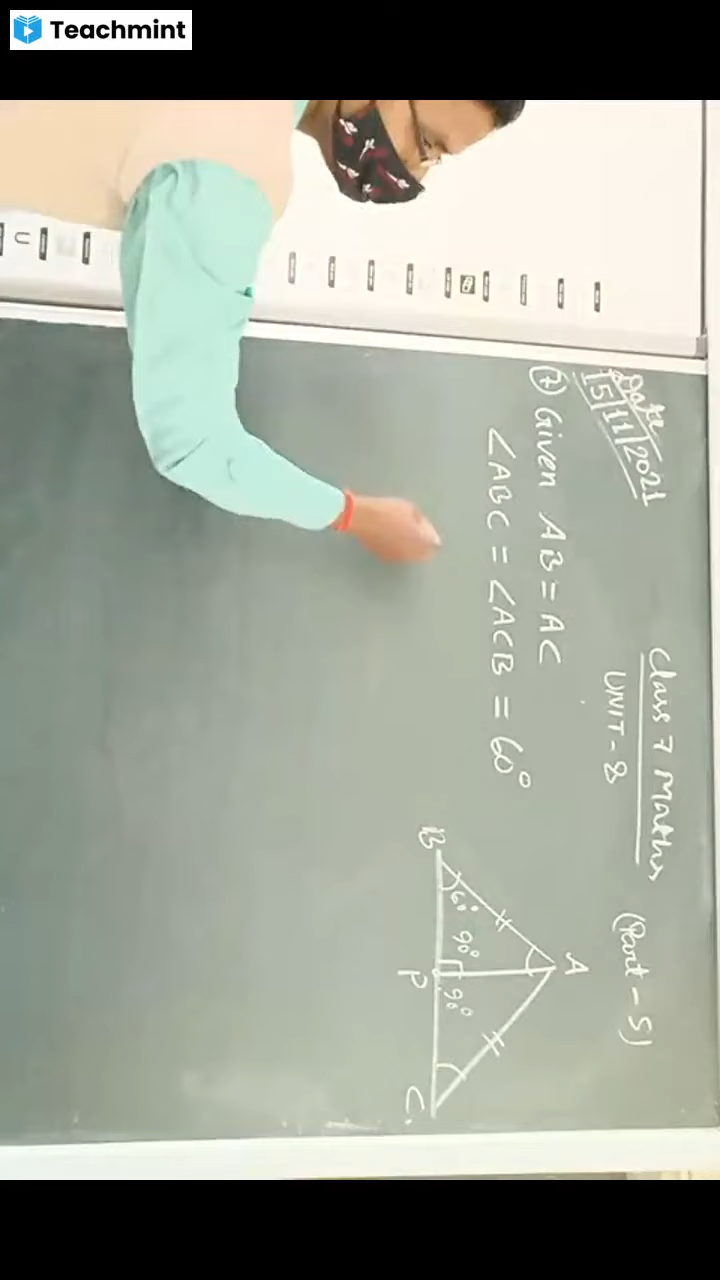 Teachmint
Date
15/11/2021
Class 7 Maths
UNIT-8
(Part-5)
7 Given AB = AC
∠ABC = ∠ACB = 60°
A
60°
90°
90°
B
P
C